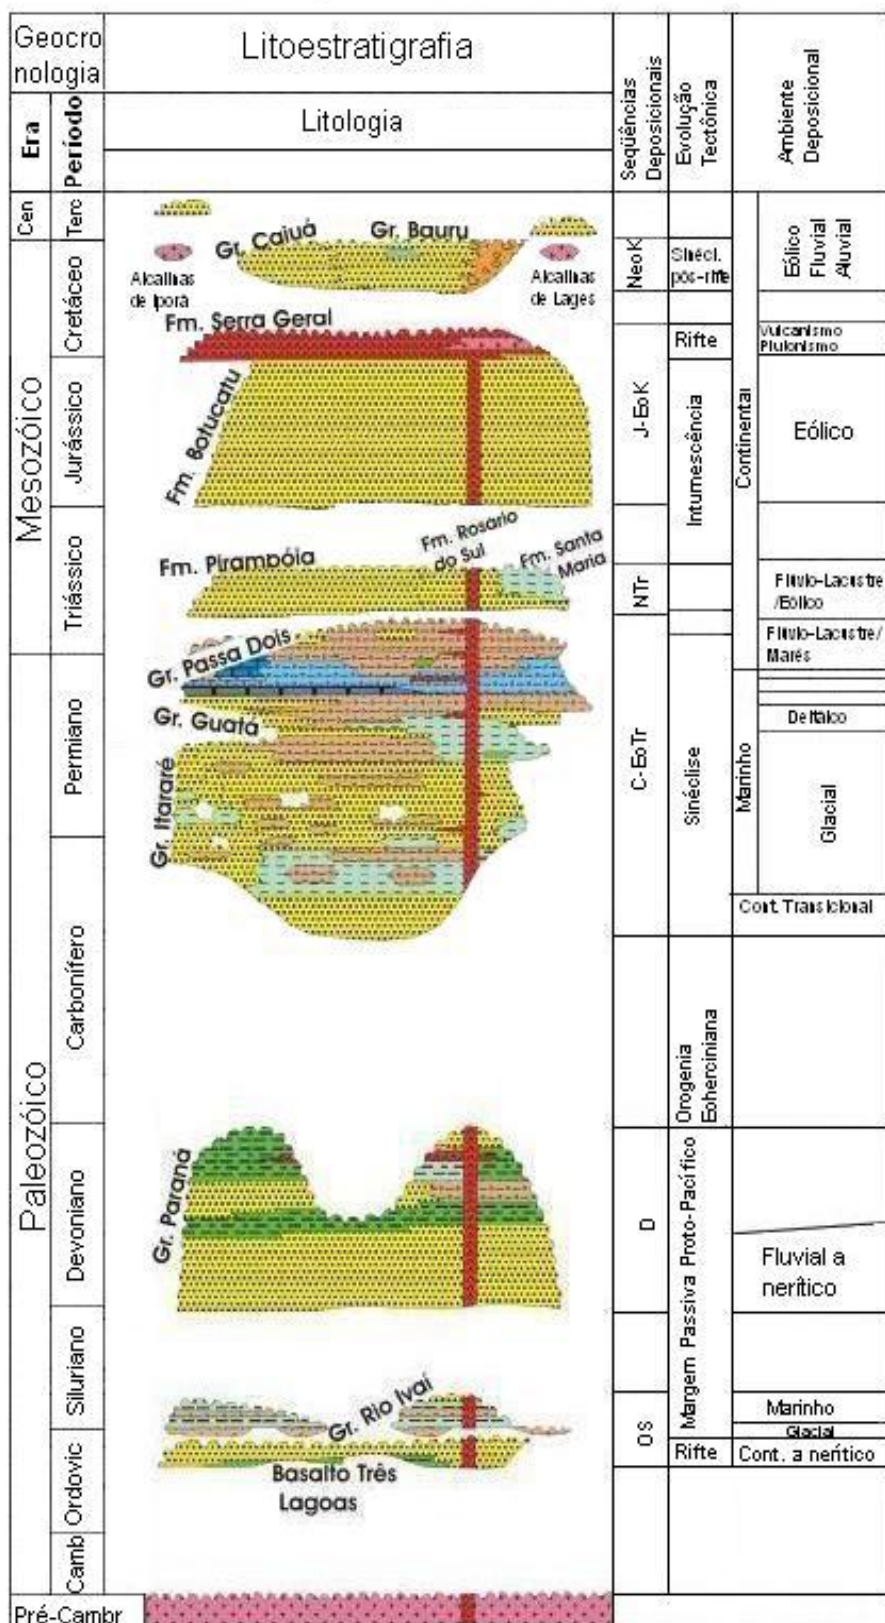 Geocro
nologia
Litoestratigrafia
Era
Período
Litologia
Seqüências
Deposicionais
Evolução
Tectônica
Ambiente
Deposicional
Cen
Terc
Gr. Caiuá
Gr. Bauru
Alcalinas
de Iporá
Alcalinas
de Lages
NeoK
Sinécl.
pós-rifte
Eólico
Fluvial
Aluvial
Mesozóico
Cretáceo
Fm. Serra Geral
Rifte
Vulcanismo
Plutonismo
Jurássico
Fm. Botucatu
J-EoK
Intumescência
Continental
Eólico
Triássico
Fm. Pirambóia
Fm. Rosário
do Sul
Fm. Santa
Maria
NTr
Flúvio-Lacustre
/Eólico
Gr. Passa Dois
Flúvio-Lacustre/
Marés
Paleozóico
Permiano
Gr. Guatá
Gr. Itararé
C-EoTr
Sinéclise
Marinho
Deltáico
Glacial
Cont. Transicional
Carbonífero
Orogenia
Eoherciniana
Devoniano
Gr. Paraná
D
Margem Passiva Proto-Pacífico
Fluvial a
nerítico
Siluriano
Gr. Rio Ivaí
OS
Marinho
Glacial
Ordovic
Basalto Três
Lagoas
Rifte
Cont. a nerítico
Camb
Pré-Cambr